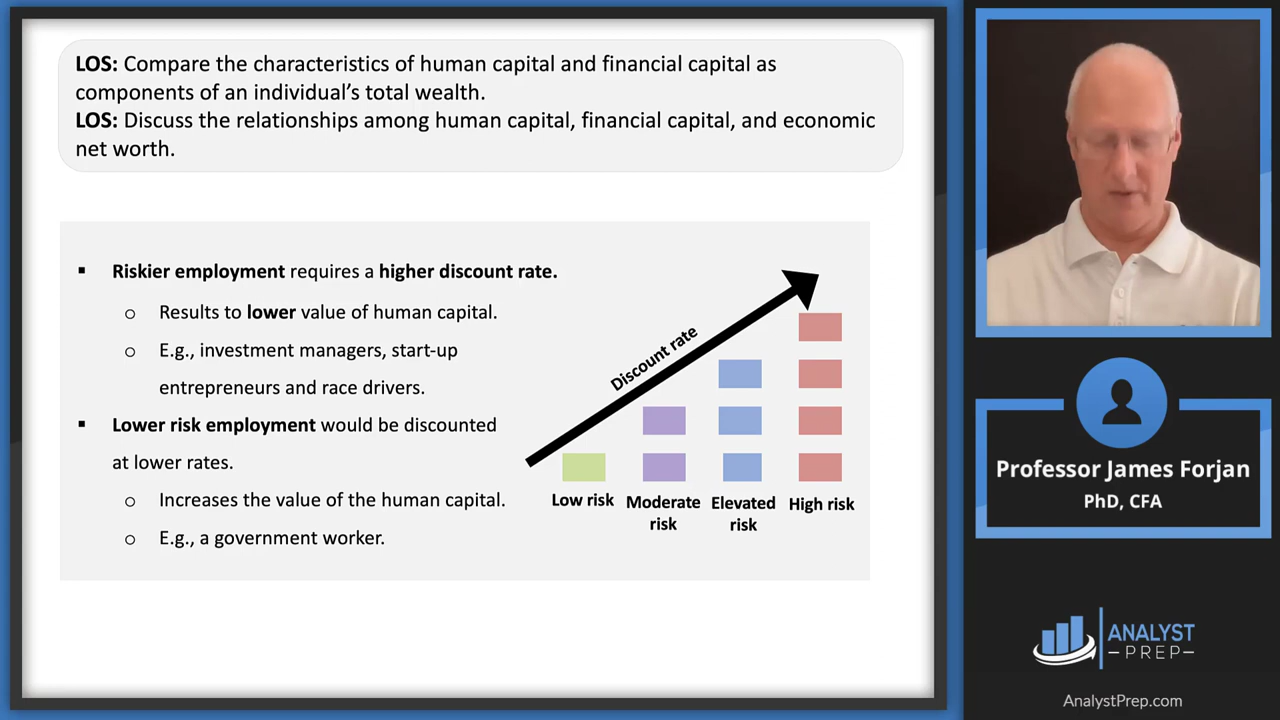 LOS: Compare the characteristics of human capital and financial capital as
components of an individual's total wealth.
LOS: Discuss the relationships among human capital, financial capital, and economic
net worth.
▪ Riskier employment requires a higher discount rate.
o Results to lower value of human capital.
o E.g., investment managers, start-up
entrepreneurs and race drivers.
▪ Lower risk employment would be discounted
at lower rates.
o Increases the value of the human capital.
o E.g., a government worker.
Discount rate
Low risk
Moderate
risk
Elevated
risk
High risk
Professor James Forjan
PhD, CFA
ANALYST
—PREP—
AnalystPrep.com